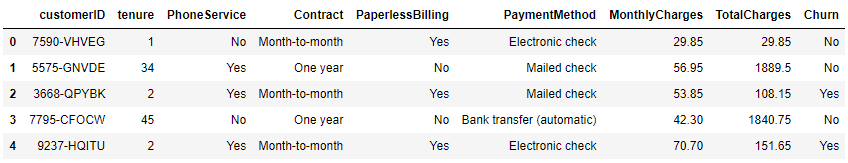 customerID tenure PhoneService Contract PaperlessBilling PaymentMethod MonthlyCharges TotalCharges Churn
0 7590-VHVEG 1 No Month-to-month Yes Electronic check 29.85 29.85 No
1 5575-GNVDE 34 Yes One year No Mailed check 56.95 1889.5 No
2 3668-QPYBK 2 Yes Month-to-month Yes Mailed check 53.85 108.15 Yes
3 7795-CFOCW 45 No One year No Bank transfer (automatic) 42.30 1840.75 No
4 9237-HQITU 2 Yes Month-to-month Yes Electronic check 70.70 151.65 Yes